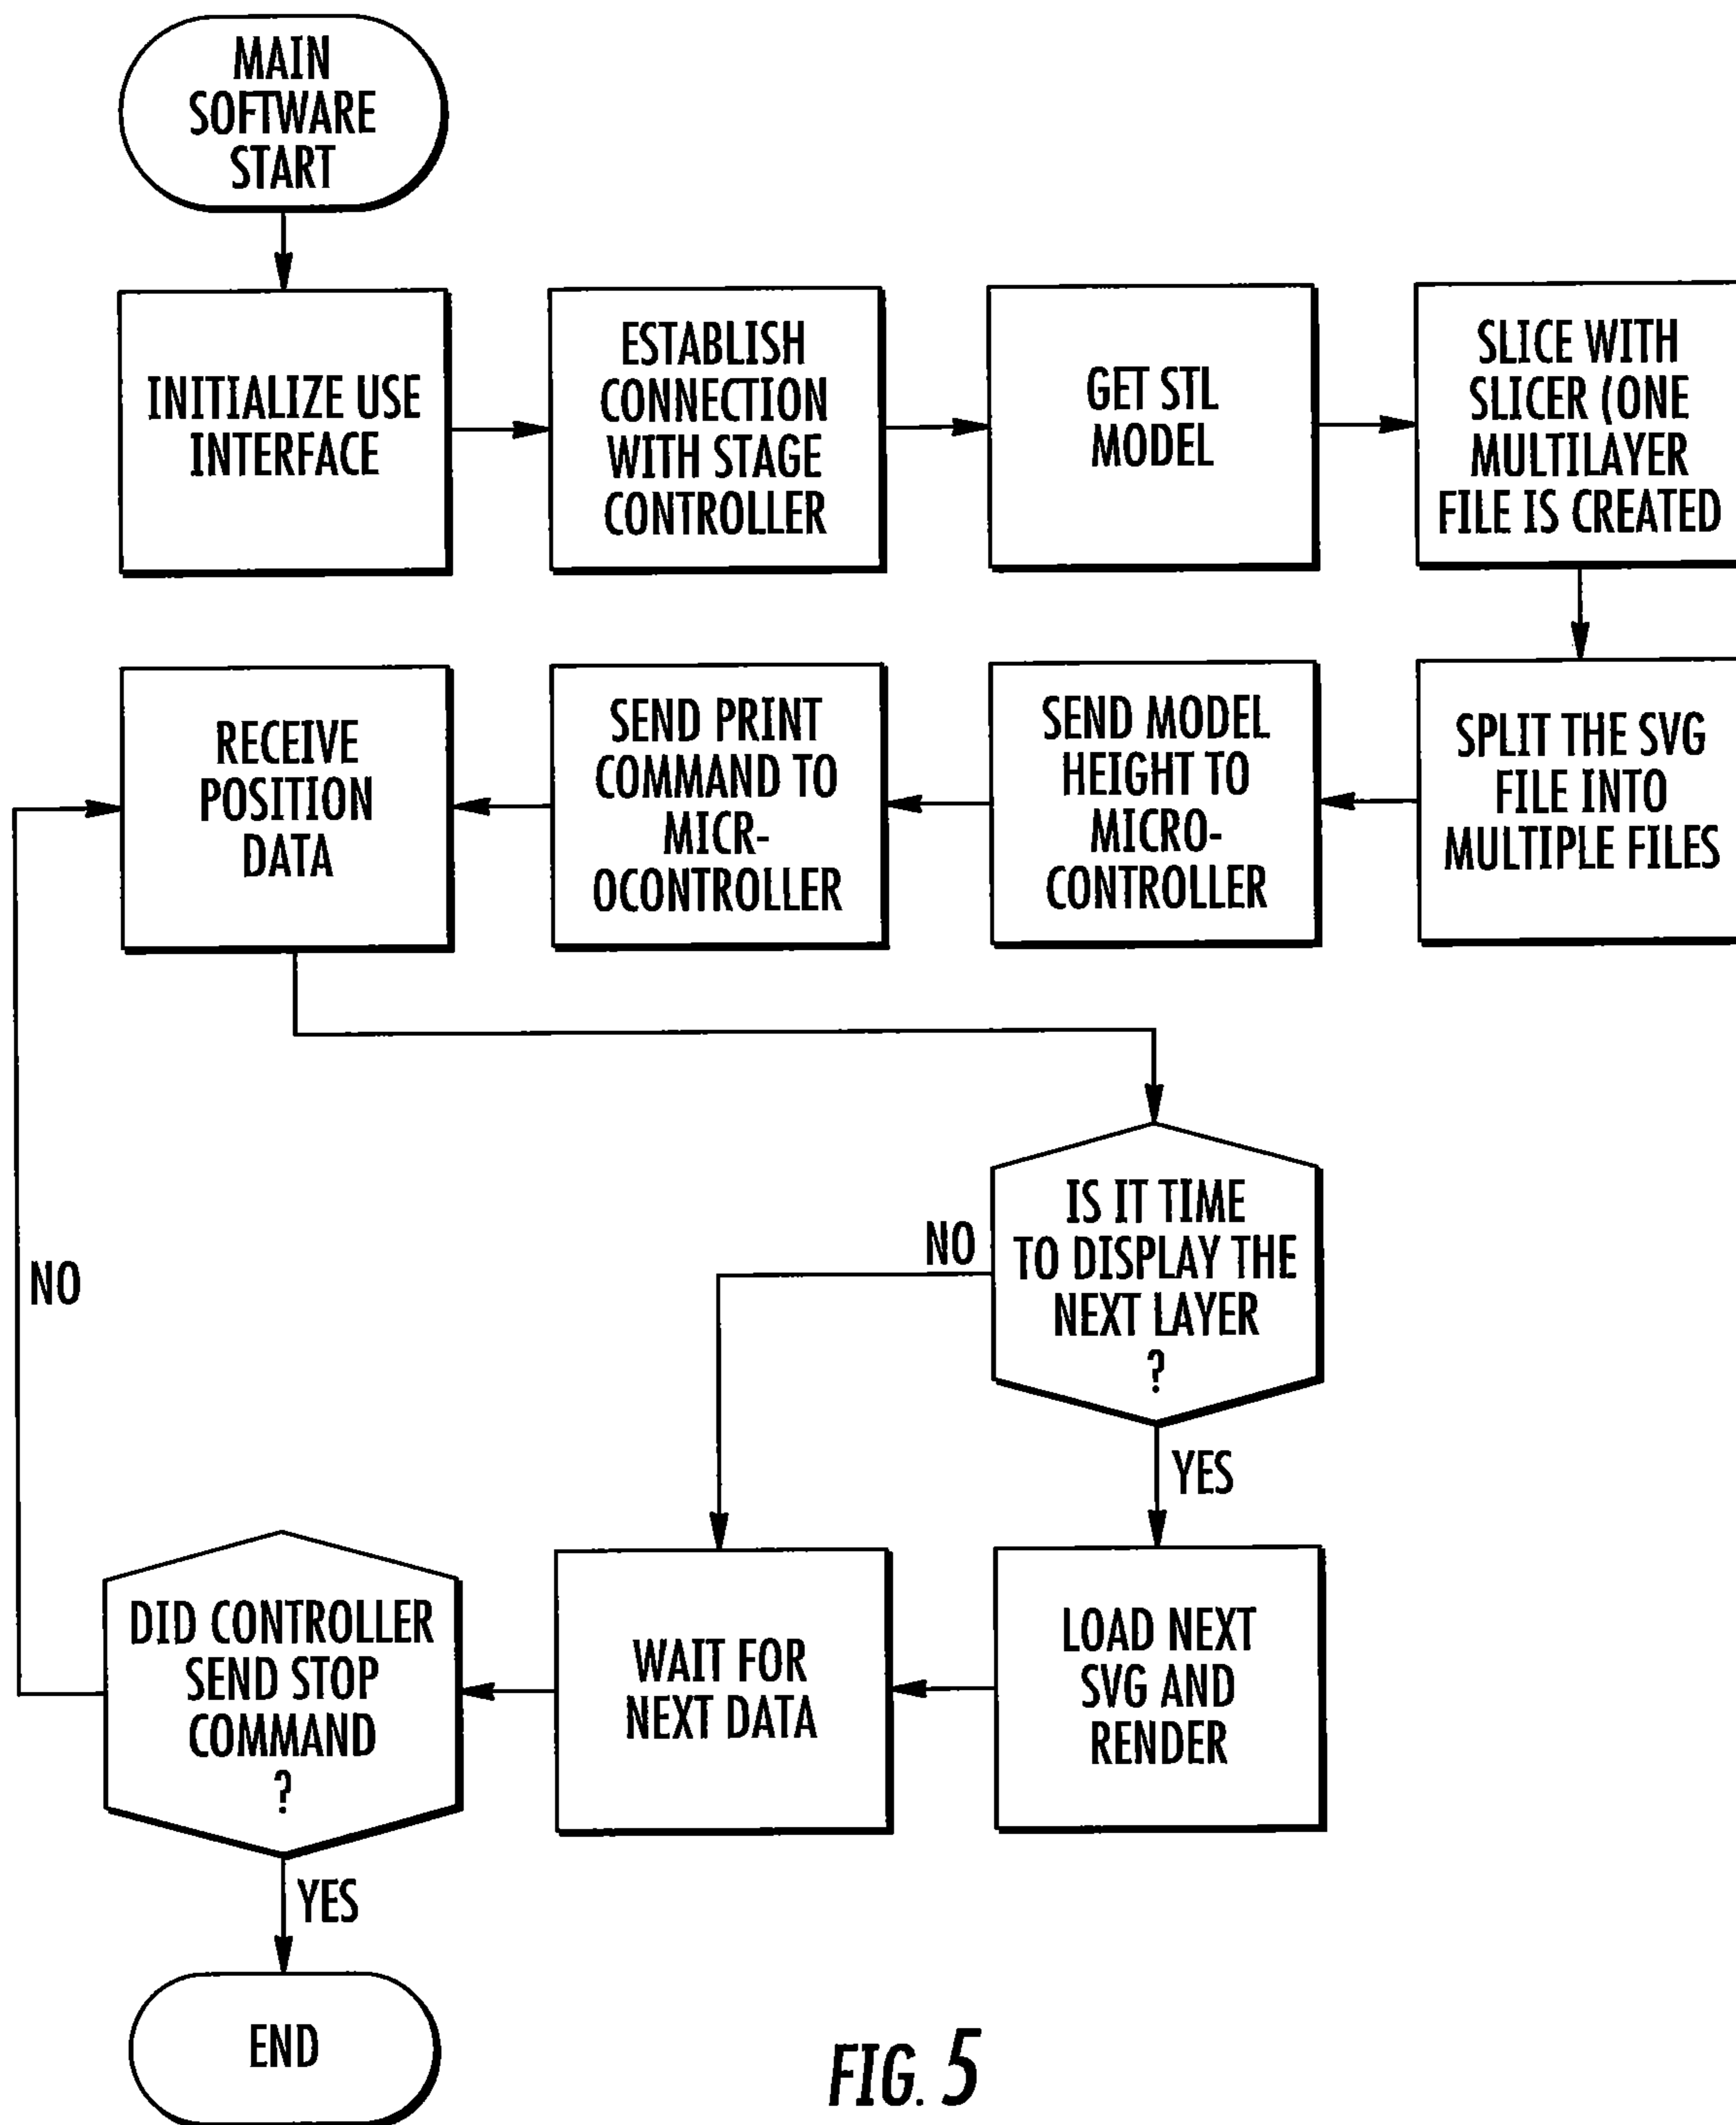 MAIN
SOFTWARE
START
INITIALIZE USE
INTERFACE
ESTABLISH
CONNECTION
WITH STAGE
CONTROLLER
GET STL
MODEL
SLICE WITH
SLICER (ONE
MULTILAYER
FILE IS CREATED
SPLIT THE SVG
FILE INTO
MULTIPLE FILES
SEND MODEL
HEIGHT TO
MICRO-
CONTROLLER
SEND PRINT
COMMAND TO
MICR-
OCONTROLLER
RECEIVE
POSITION
DATA
IS IT TIME
TO DISPLAY THE
NEXT LAYER
?
NO
YES
LOAD NEXT
SVG AND
RENDER
WAIT FOR
NEXT DATA
DID CONTROLLER
SEND STOP
COMMAND
?
NO
YES
END
FIG. 5